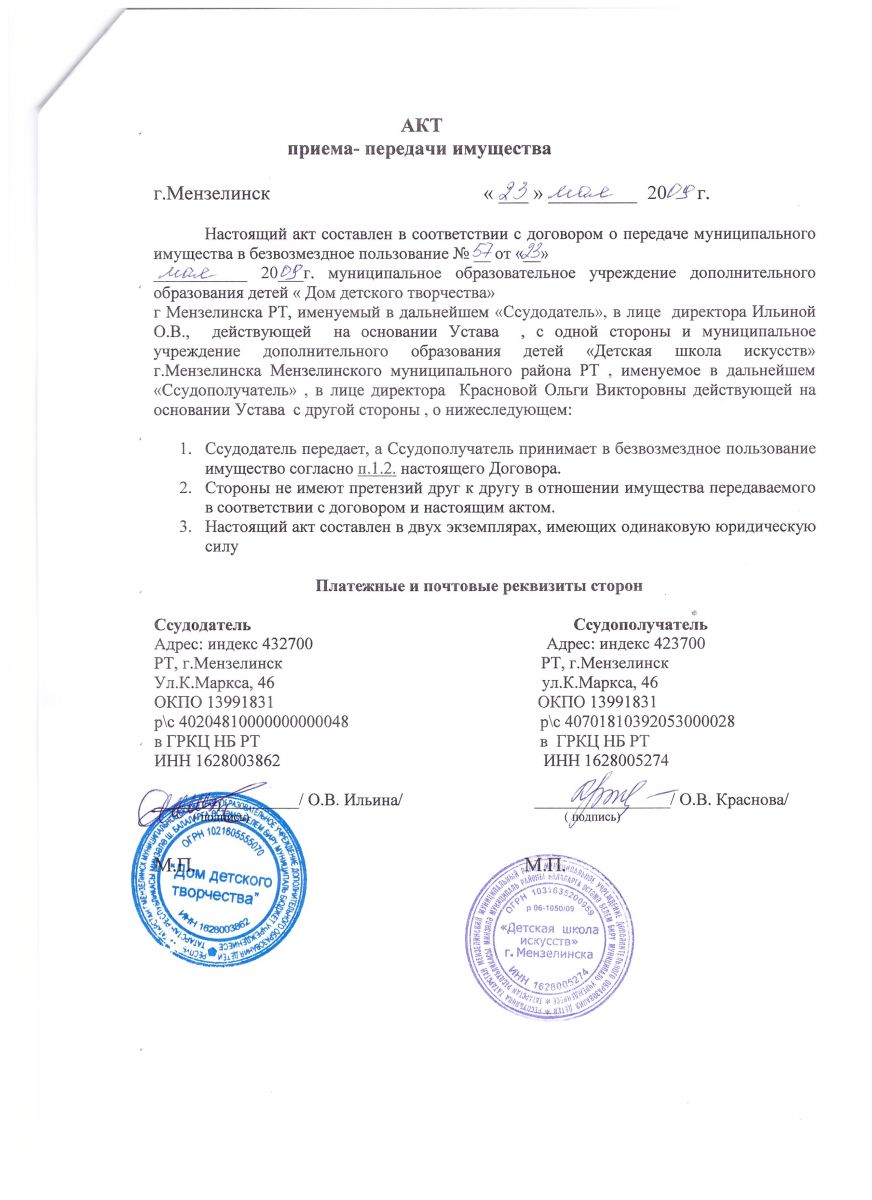 АКТ
приема- передачи имущества
г.Мензелинск « 23 » мая 2009 г.
Настоящий акт составлен в соответствии с договором о передаче муниципального
имущества в безвозмездное пользование № 57 от «23»
мая 2009г. муниципальное образовательное учреждение дополнительного
образования детей « Дом детского творчества»
г Мензелинска РТ, именуемый в дальнейшем «Ссудодатель», в лице директора Ильиной
О.В., действующей на основании Устава , с одной стороны и муниципальное
учреждение дополнительного образования детей «Детская школа искусств»
г.Мензелинска Мензелинского муниципального района РТ , именуемое в дальнейшем
«Ссудополучатель» , в лице директора Красновой Ольги Викторовны действующей на
основании Устава с другой стороны , о нижеследующем:
1. Ссудодатель передает, а Ссудополучатель принимает в безвозмездное пользование
имущество согласно п.1.2. настоящего Договора.
2. Стороны не имеют претензий друг к другу в отношении имущества передаваемого
в соответствии с договором и настоящим актом.
3. Настоящий акт составлен в двух экземплярах, имеющих одинаковую юридическую
силу
Платежные и почтовые реквизиты сторон
Ссудодатель Ссудополучатель
Адрес: индекс 432700 Адрес: индекс 423700
РТ, г.Мензелинск РТ, г.Мензелинск
Ул.К.Маркса, 46 ул.К.Маркса, 46
ОКПО 13991831 ОКПО 13991831
р\с 40204810000000000048 р\с 40701810392053000028
в ГРКЦ НБ РТ в ГРКЦ НБ РТ
ИНН 1628003862 ИНН 1628005274
/ О.В. Ильина/ / О.В. Краснова/
( подпись) ( подпись)
М.П. М.П.
ОГРН 1021605555070
"Дом детского
творчества"
ИНН 1628003862
ОГРН 1031635200959
р 06-1050/09
«Детская школа
искусств»
г. Мензелинска
ИНН 1628005274